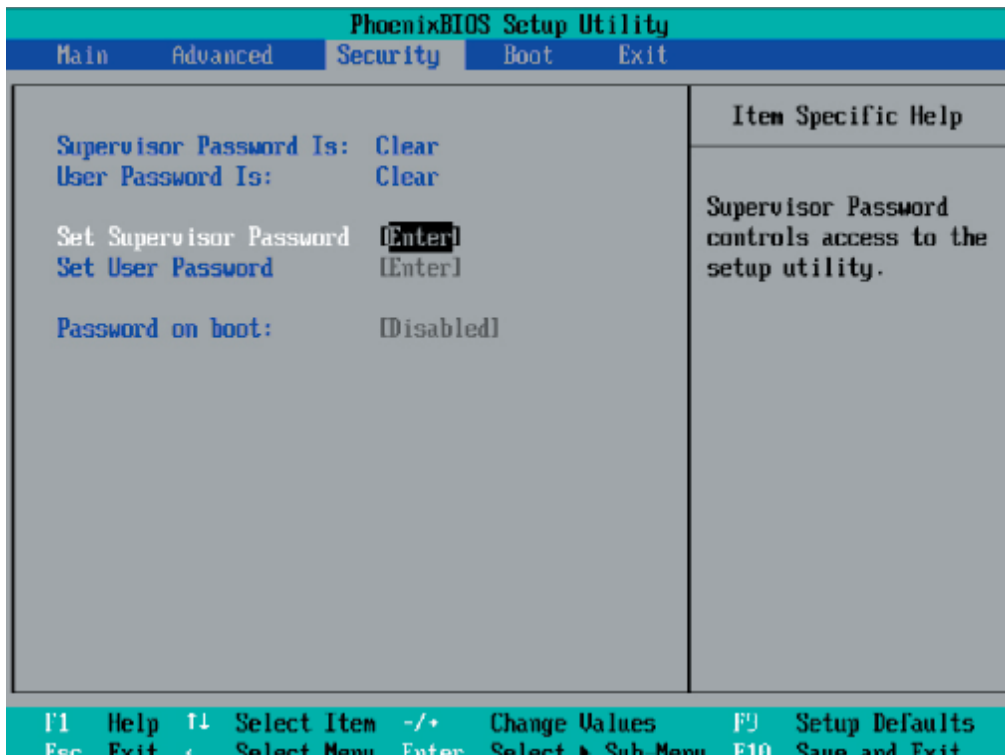 PhoenixBIOS Setup Utility
Main Advanced Security Boot Exit
Item Specific Help
Supervisor Password Is: Clear
User Password Is: Clear
Set Supervisor Password [Enter]
Set User Password [Enter]
Password on boot: [Disabled]
Supervisor Password
controls access to the
setup utility.
F1 Help ↑↓ Select Item -/+ Change Values F9 Setup Defaults
Esc Exit ← Select Menu Enter Select ▶ Sub-Menu F10 Save and Exit